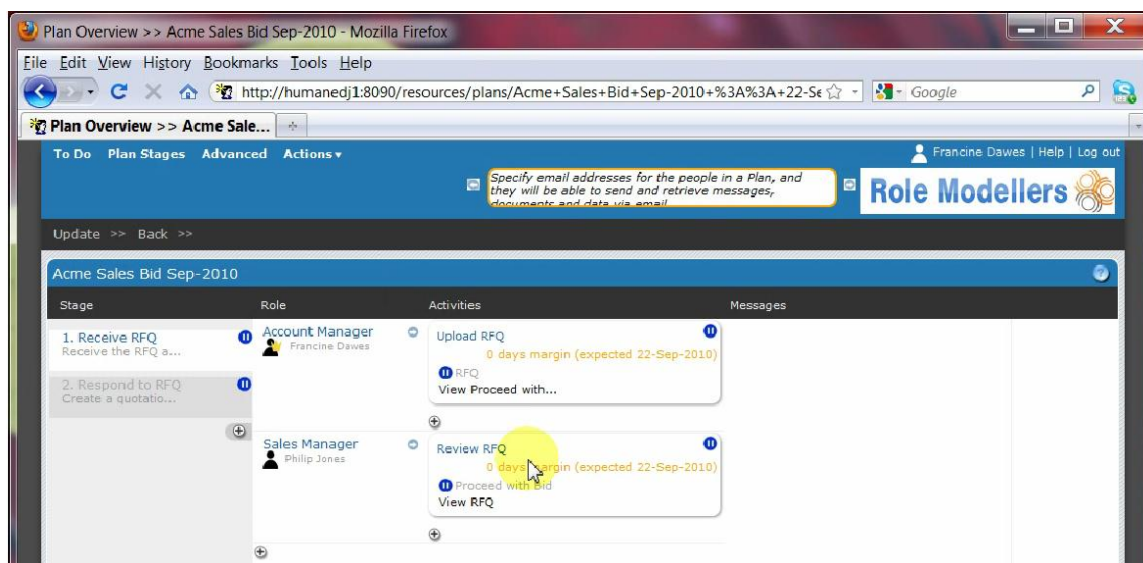 Plan Overview >> Acme Sales Bid Sep-2010 - Mozilla Firefox
File Edit View History Bookmarks Tools Help
http://humanedj1:8090/resources/plans/Acme+Sales+Bid+Sep-2010+%3A%3A+22-Se
Google
Plan Overview >> Acme Sale...
To Do Plan Stages Advanced Actions
Francine Dawes | Help | Log out
Specify email addresses for the people in a Plan, and
they will be able to send and retrieve messages,
documents and data via email
Role Modellers
Update >> Back >>
Acme Sales Bid Sep-2010
Stage Role Activities Messages
1. Receive RFQ
Receive the RFQ a...
2. Respond to RFQ
Create a quotatio...
Account Manager
Francine Dawes
Upload RFQ
0 days margin (expected 22-Sep-2010)
RFQ
View Proceed with...
Sales Manager
Philip Jones
Review RFQ
0 days margin (expected 22-Sep-2010)
Proceed with Bid
View RFQ